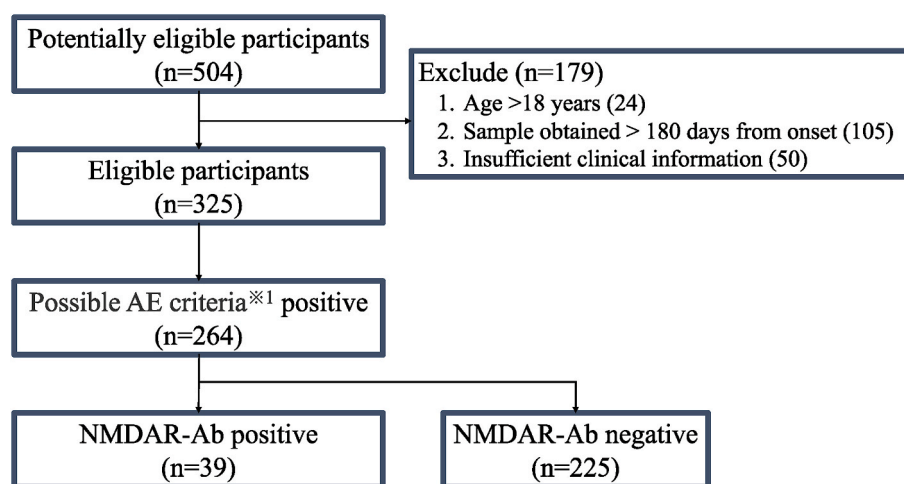 Potentially eligible participants
(n=504)
Exclude (n=179)
1. Age >18 years (24)
2. Sample obtained > 180 days from onset (105)
3. Insufficient clinical information (50)
Eligible participants
(n=325)
Possible AE criteria※1 positive
(n=264)
NMDAR-Ab positive
(n=39)
NMDAR-Ab negative
(n=225)